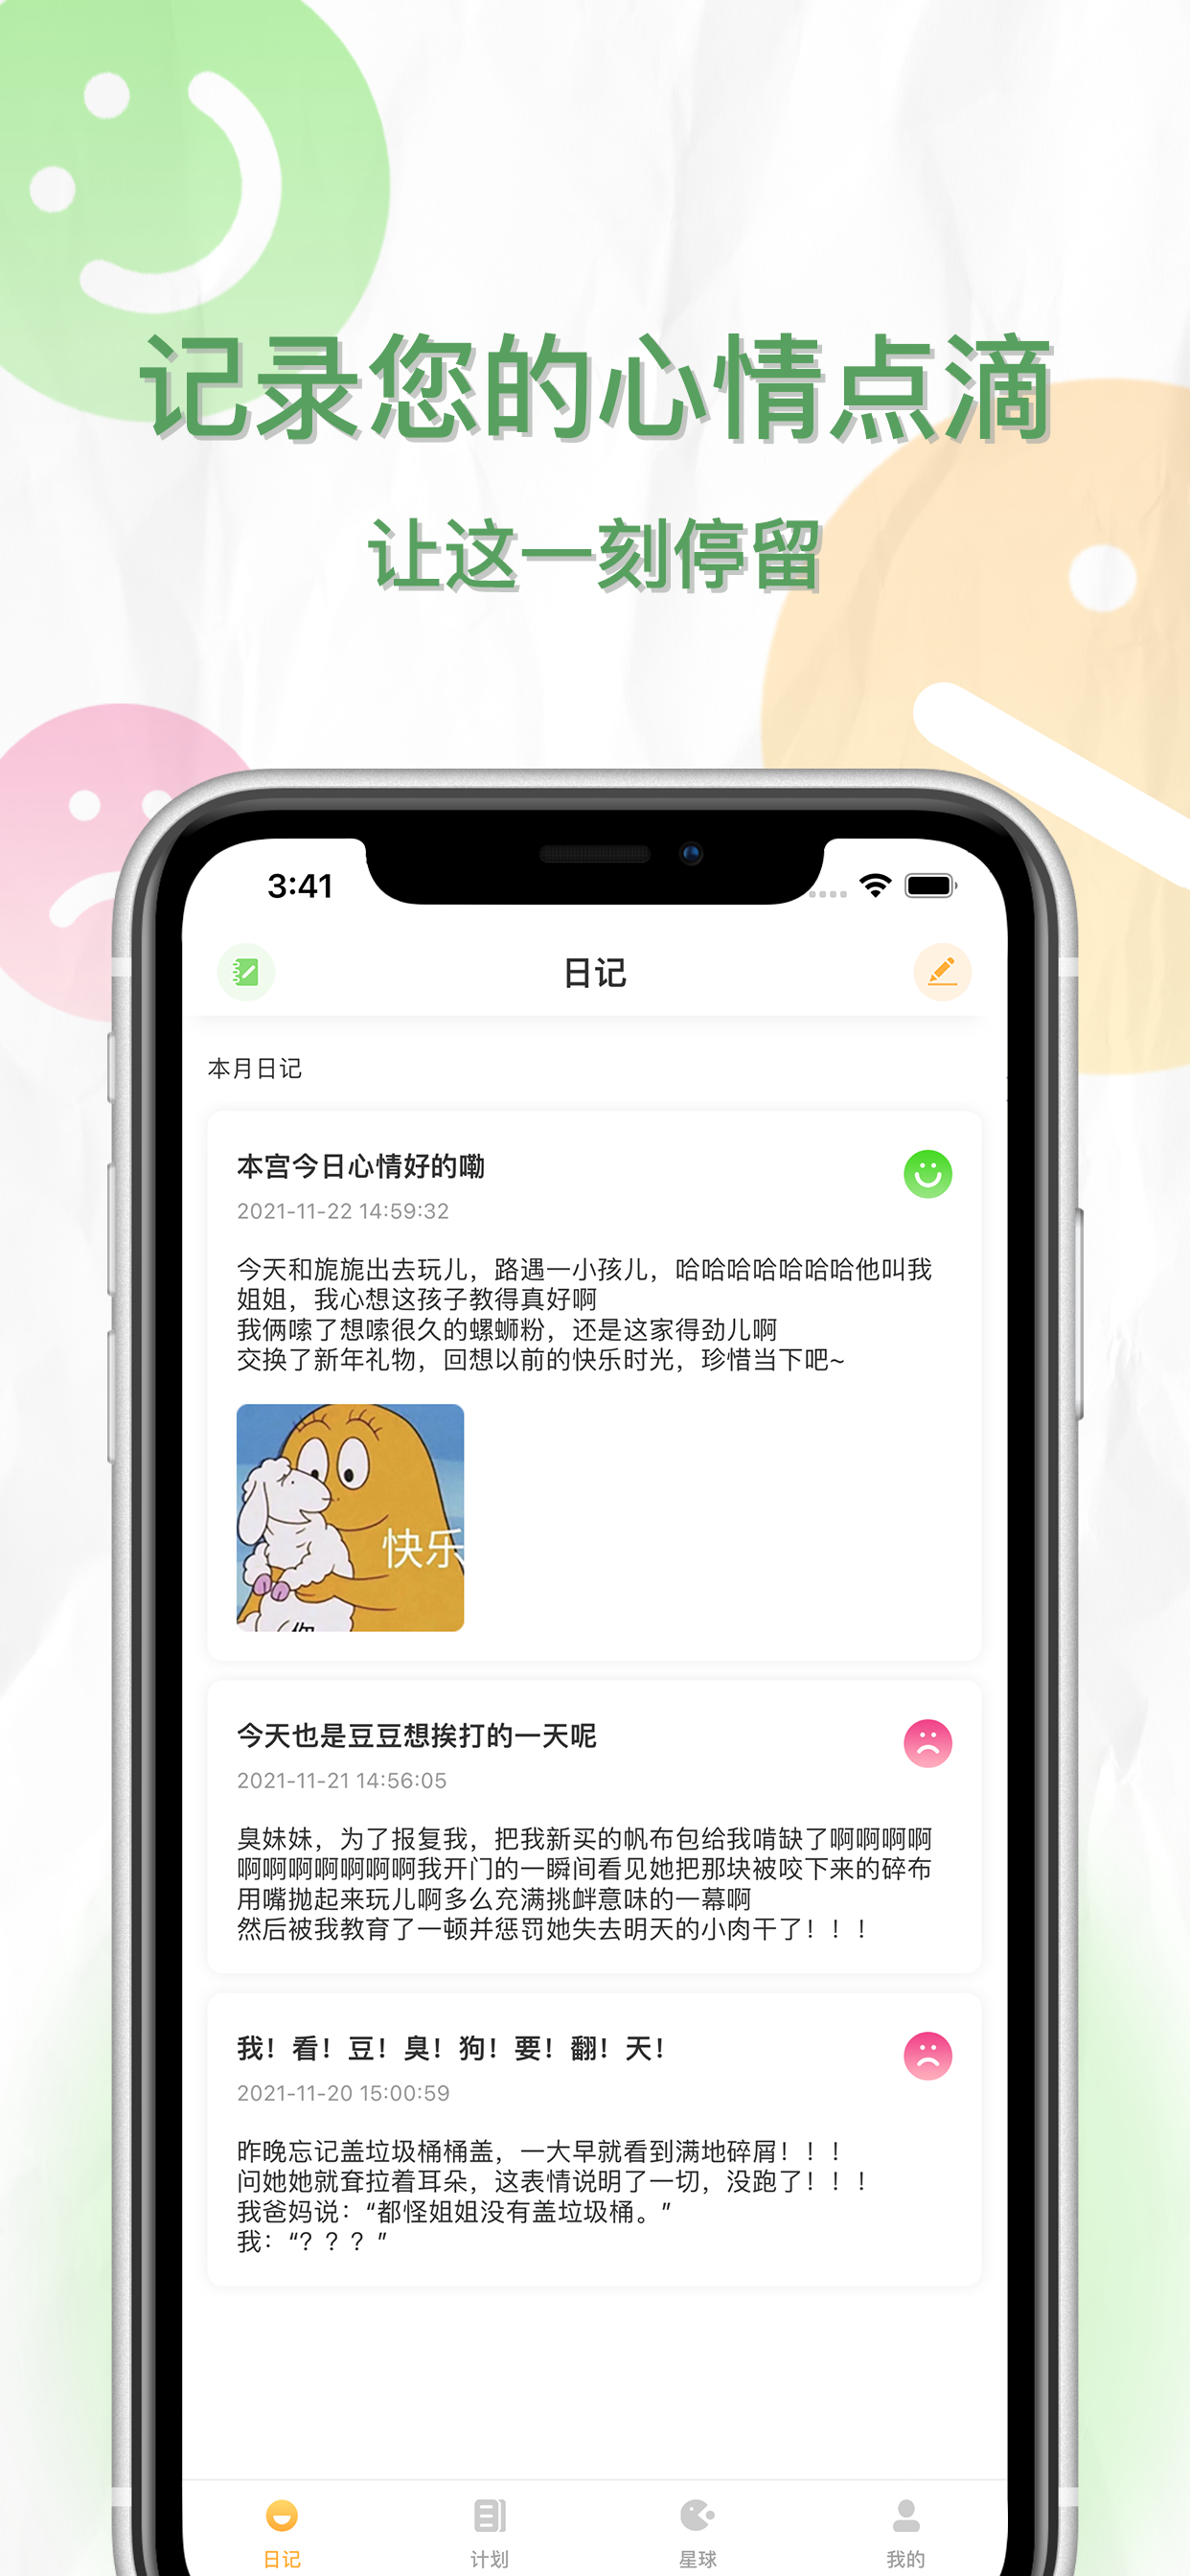 记录您的心情点滴
让这一刻停留
3:41
日记
本月日记
本宫今日心情好的嘞
2021-11-22 14:59:32
今天和旎旎出去玩儿，路遇一小孩儿，哈哈哈哈哈哈哈他叫我
姐姐，我心想这孩子教得真好啊
我俩嗦了想嗦很久的螺蛳粉，还是这家得劲儿啊
交换了新年礼物，回想以前的快乐时光，珍惜当下吧~
快乐
今天也是豆豆想挨打的一天呢
2021-11-21 14:56:05
臭妹妹，为了报复我，把我新买的帆布包给我啃缺了啊啊啊啊
啊啊啊啊啊啊啊我开门的一瞬间看见她把那块被咬下来的碎布
用嘴抛起来玩儿啊多么充满挑衅意味的一幕啊
然后被我教育了一顿并惩罚她失去明天的小肉干了！！！
我！看！豆！臭！狗！要！翻！天！
2021-11-20 15:00:59
昨晚忘记盖垃圾桶桶盖，一大早就看到满地碎屑！！！
问她她就耷拉着耳朵，这表情说明了一切，没跑了！！！
我爸妈说：“都怪姐姐没有盖垃圾桶。”
我：“？？？”
日记
计划
星球
我的